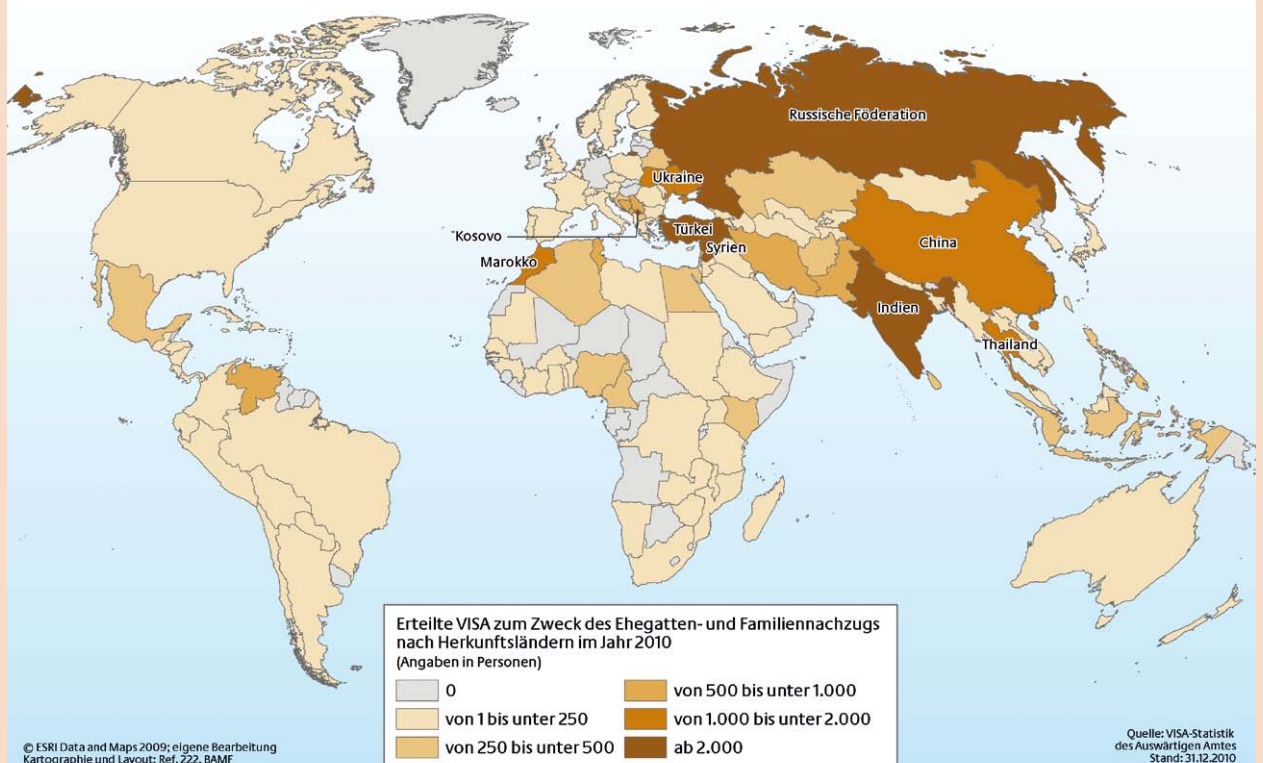 Russische Föderation
Ukraine
Kosovo
Türkei
Syrien
Marokko
China
Indien
Thailand
Erteilte VISA zum Zweck des Ehegatten- und Familiennachzugs
nach Herkunftsländern im Jahr 2010
(Angaben in Personen)
0
von 1 bis unter 250
von 250 bis unter 500
von 500 bis unter 1.000
von 1.000 bis unter 2.000
ab 2.000
© ESRI Data and Maps 2009; eigene Bearbeitung
Kartographie und Layout: Ref. 222, BAMF
Quelle: VISA-Statistik
des Auswärtigen Amtes
Stand: 31.12.2010